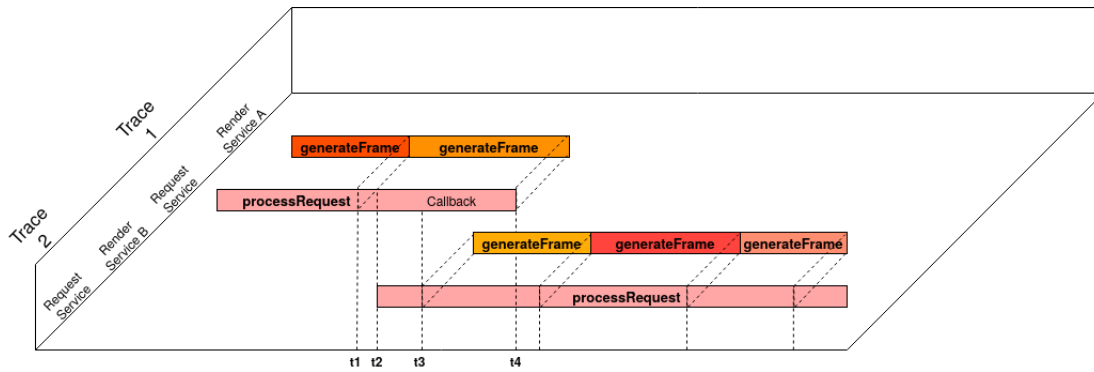 Trace
1
Render
Service A
generateFrame
generateFrame
Request
Service
processRequest
Callback
Trace
2
Render
Service B
generateFrame
generateFrame
generateFrame
Request
Service
processRequest
t1
t2
t3
t4